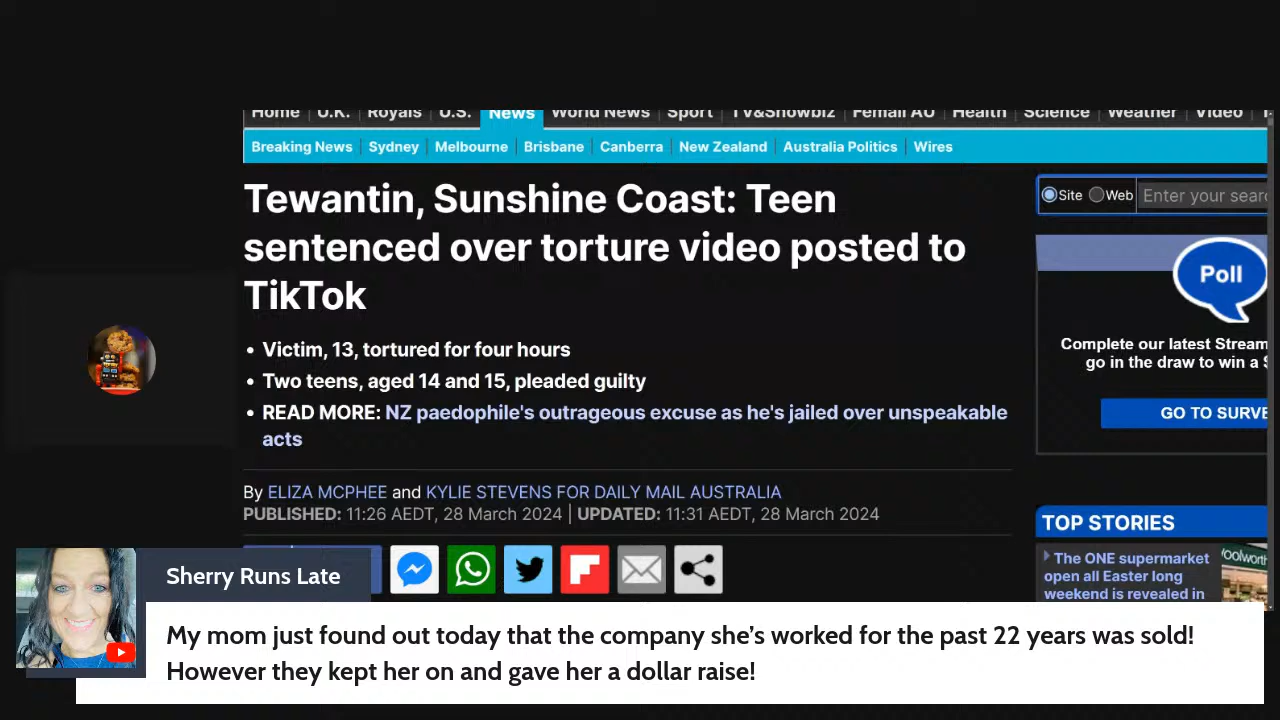 Home U.K. Royals U.S. News World News Sport TV&Showbiz Femail AU Health Science Weather Video
Breaking News Sydney Melbourne Brisbane Canberra New Zealand Australia Politics Wires
Tewantin, Sunshine Coast: Teen
sentenced over torture video posted to
TikTok
• Victim, 13, tortured for four hours
• Two teens, aged 14 and 15, pleaded guilty
• READ MORE: NZ paedophile's outrageous excuse as he's jailed over unspeakable
acts
By ELIZA MCPHEE and KYLIE STEVENS FOR DAILY MAIL AUSTRALIA
PUBLISHED: 11:26 AEDT, 28 March 2024 | UPDATED: 11:31 AEDT, 28 March 2024
Site Web Enter your
Poll
Complete our latest
go in the draw to win a
GO TO
TOP STORIES
The ONE supermarket
open all Easter long
weekend is revealed in
Sherry Runs Late
My mom just found out today that the company she's worked for the past 22 years was sold!
However they kept her on and gave her a dollar raise!